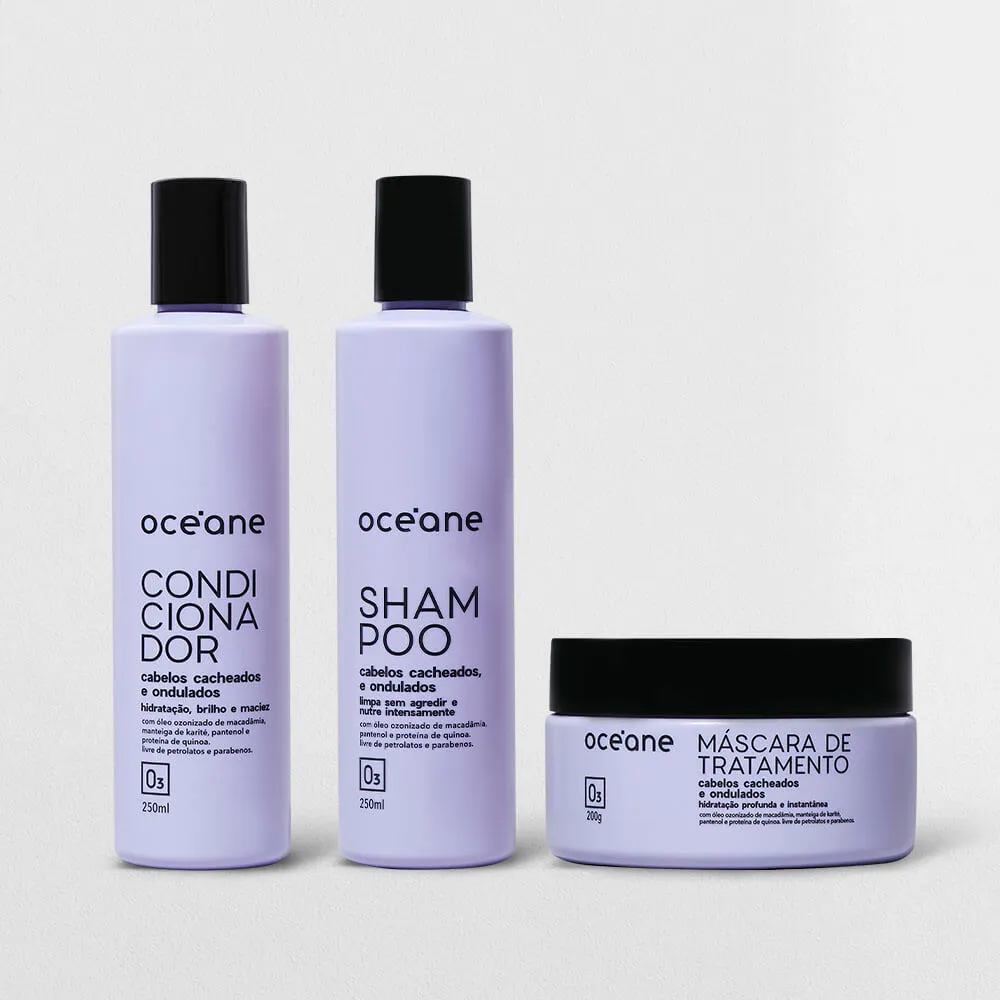 océane
CONDI
CIONA
DOR
cabelos cacheados
e ondulados
hidratação, brilho e maciez
com óleo ozonizado de macadâmia,
manteiga de karité, pantenol e
proteína de quinoa.
livre de petrolatos e parabenos.
O3
250ml
océane
SHAM
POO
cabelos cacheados,
e ondulados
limpa sem agredir e
nutre intensamente
com óleo ozonizado de macadâmia,
pantenol e proteína de quinoa.
livre de petrolatos e parabenos.
O3
250ml
océane
MÁSCARA DE
TRATAMENTO
cabelos cacheados
e ondulados
hidratação profunda e instantânea
com óleo ozonizado de macadâmia, manteiga de karité,
pantenol e proteína de quinoa. livre de petrolatos e parabenos.
O3
200g